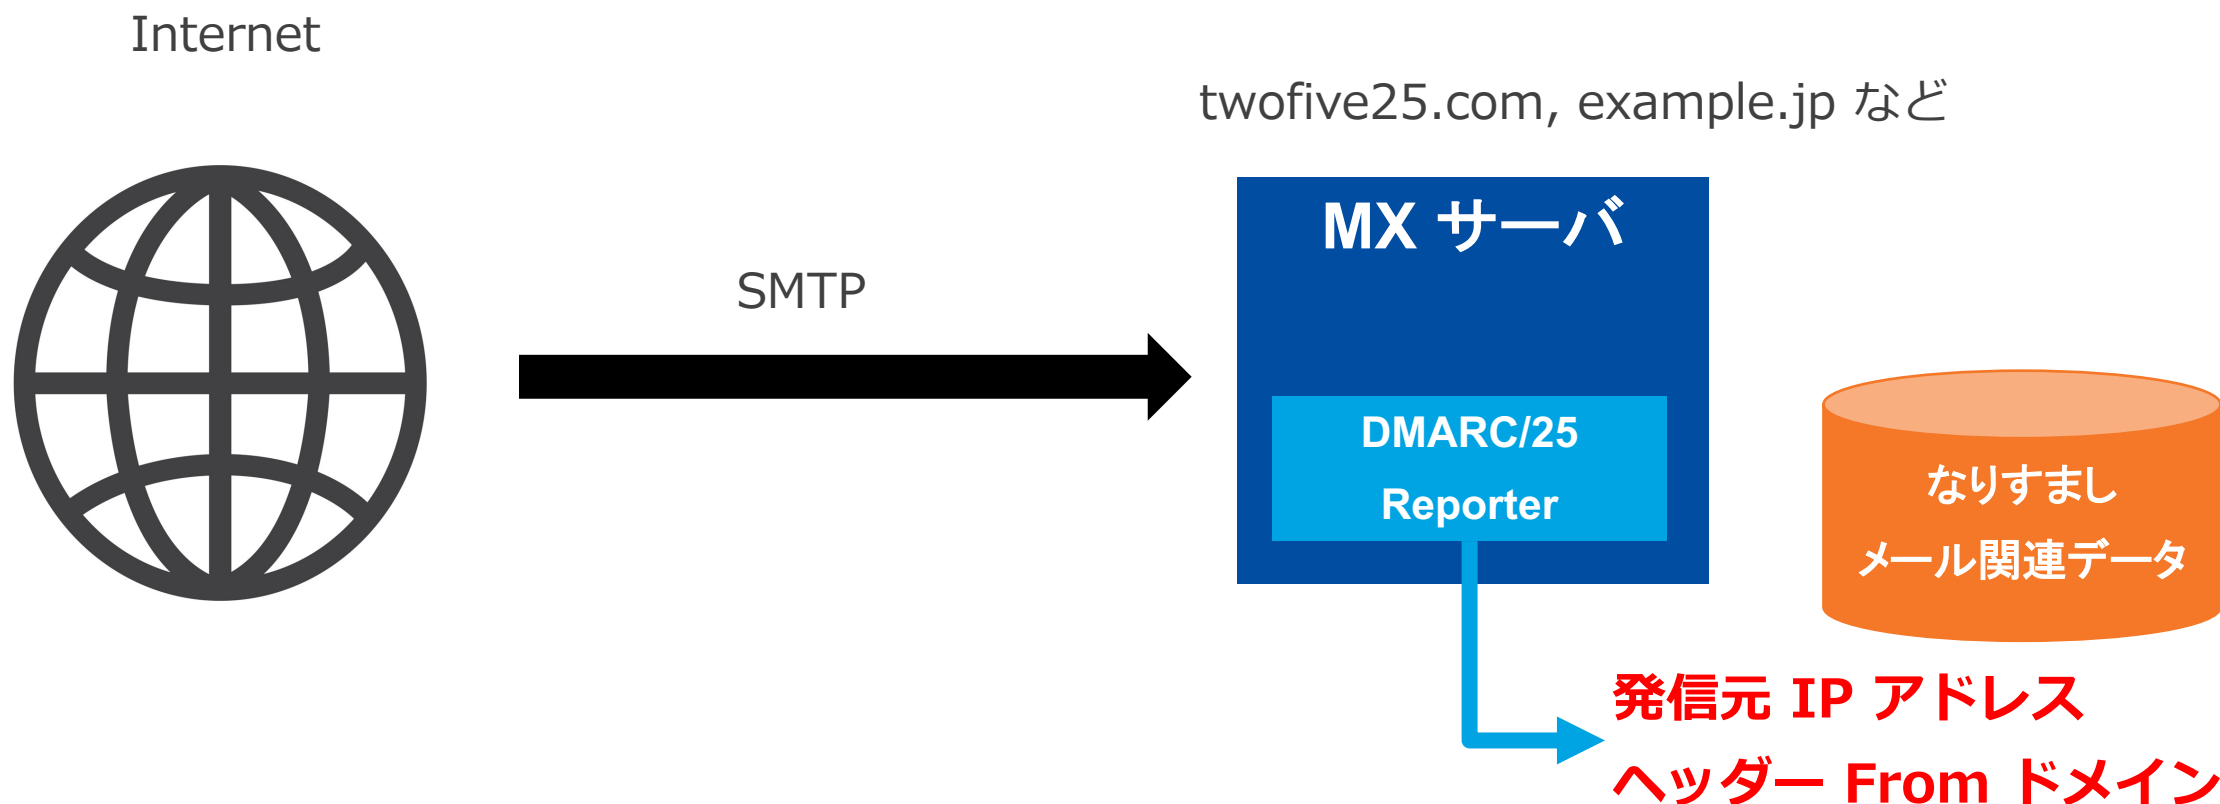 Internet
twofive25.com, example.jp など
MX サーバ
SMTP
DMARC/25
Reporter
なりすまし
メール関連データ
発信元 IP アドレス
ヘッダー From ドメイン